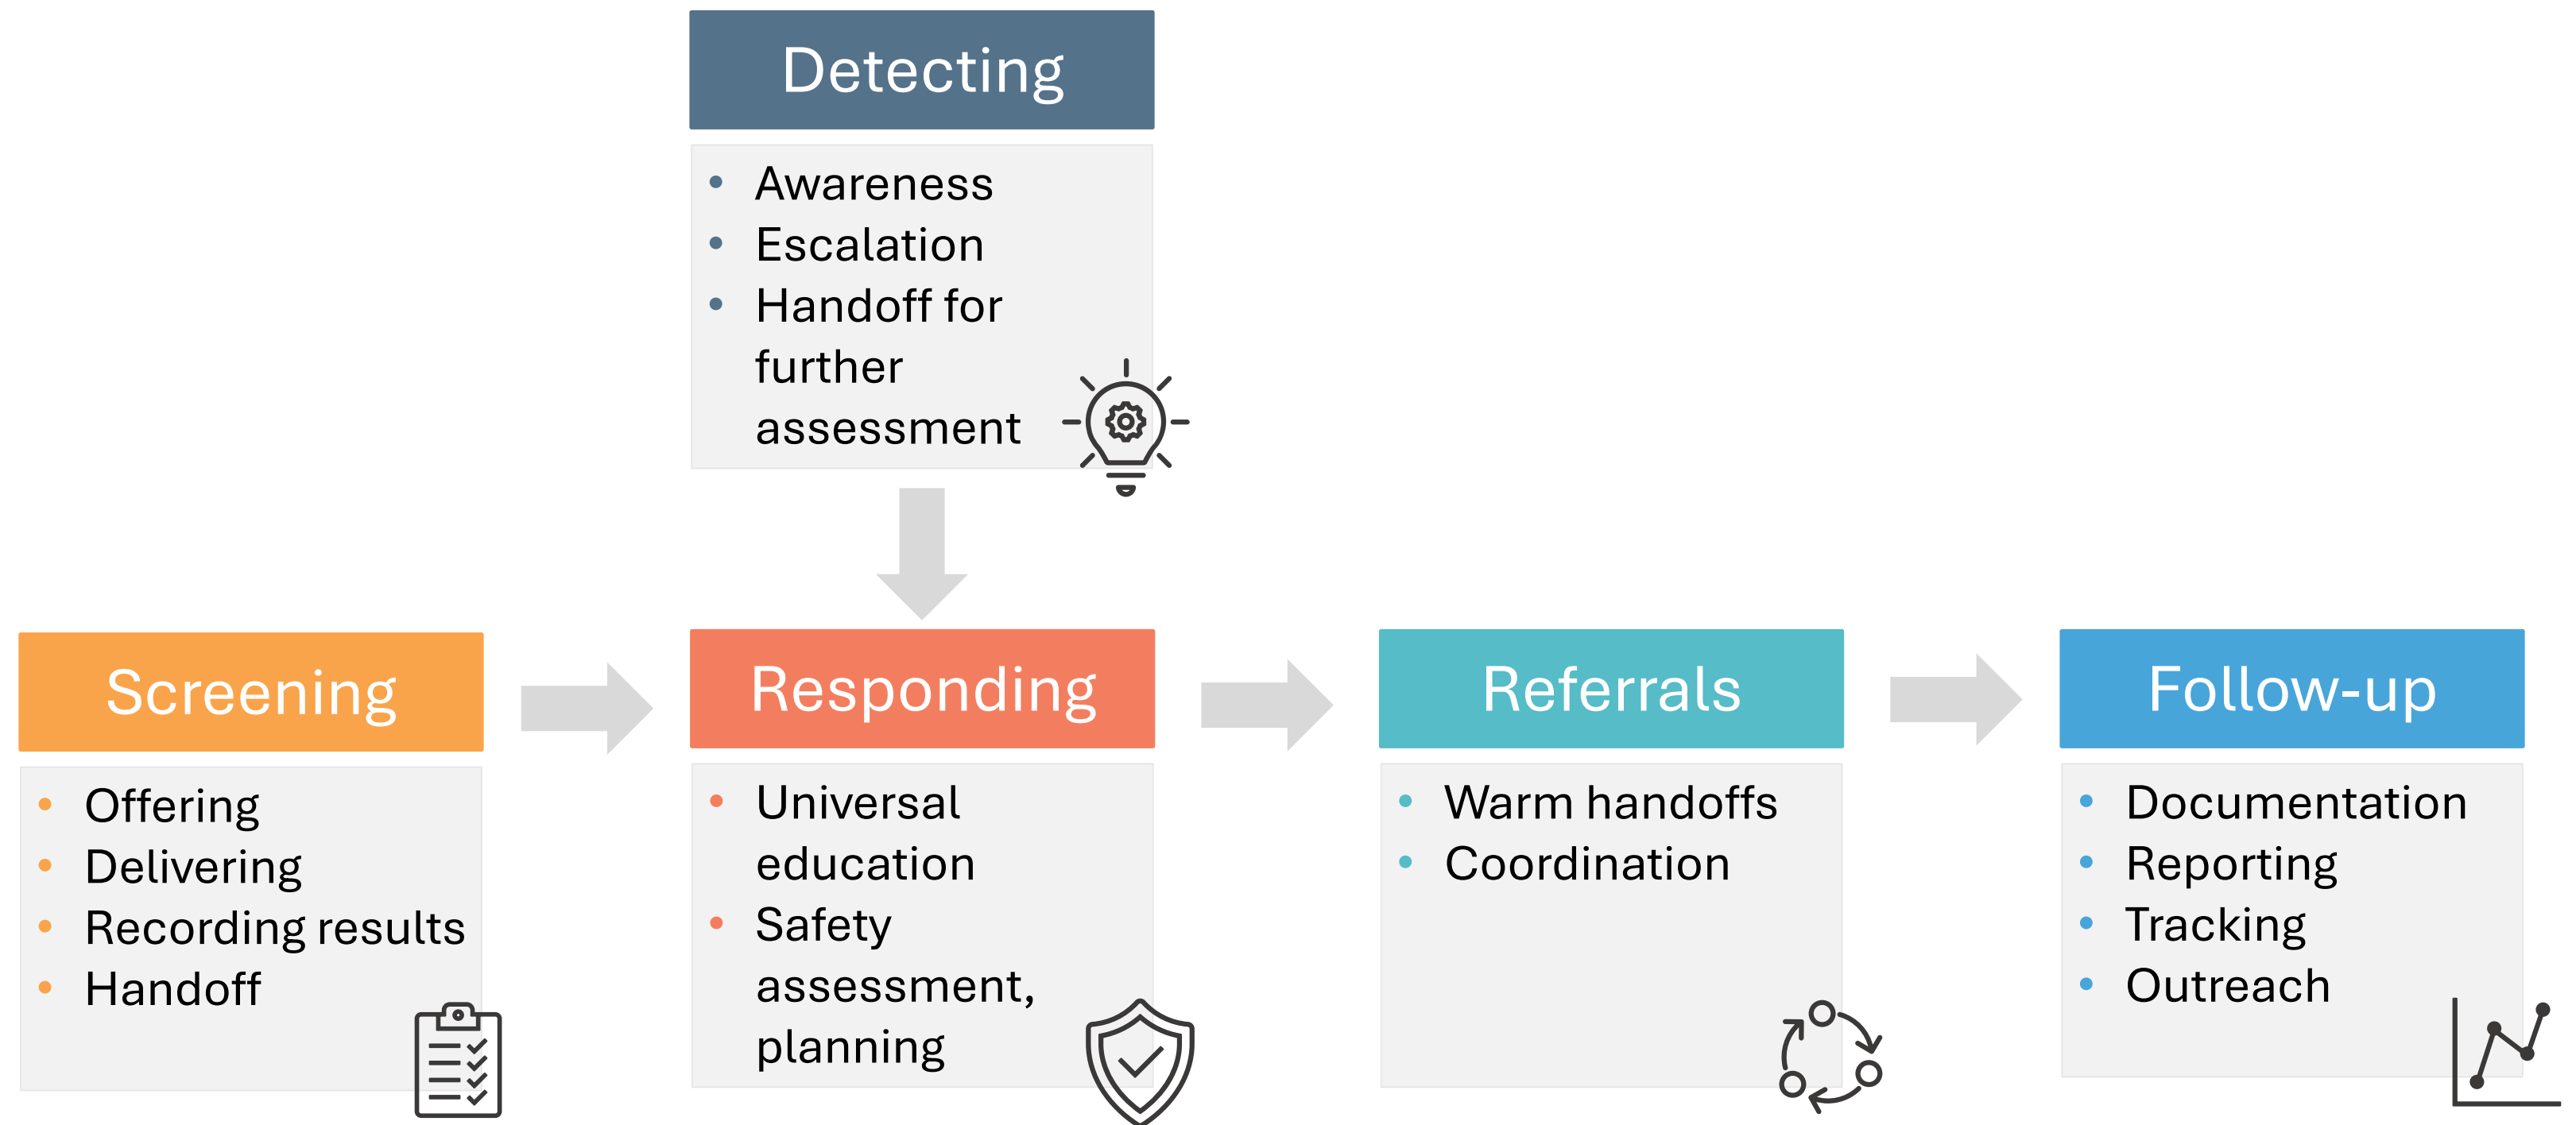 Detecting
• Awareness
• Escalation
• Handoff for
further
assessment
Screening
• Offering
• Delivering
• Recording results
• Handoff
Responding
• Universal
education
• Safety
assessment,
planning
Referrals
• Warm handoffs
• Coordination
Follow-up
• Documentation
• Reporting
• Tracking
• Outreach